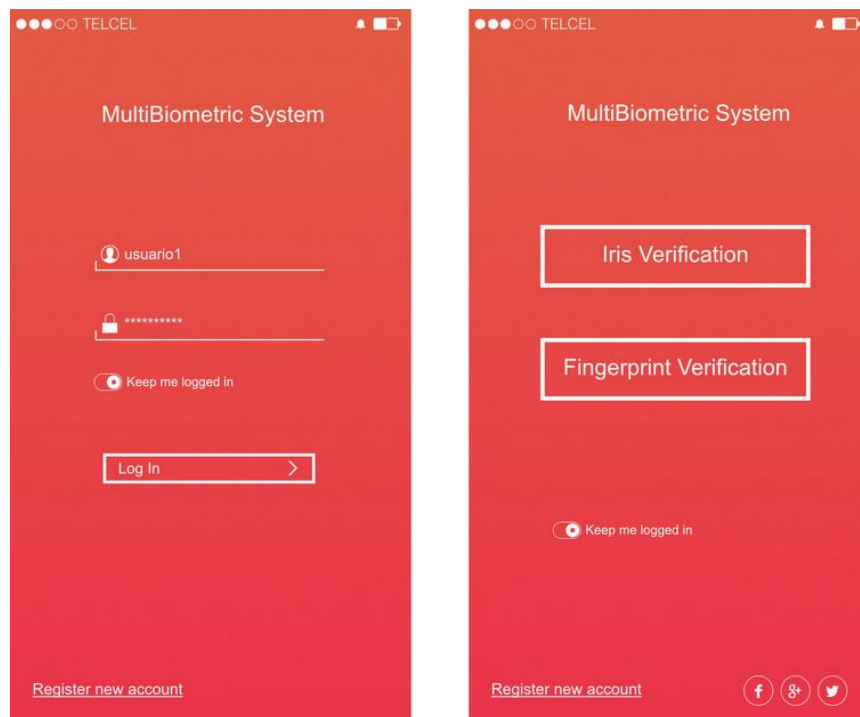 TELCEL
MultiBiometric System
usuario1
**********
Keep me logged in
Log In
Register new account
TELCEL
MultiBiometric System
Iris Verification
Fingerprint Verification
Keep me logged in
Register new account
f g+